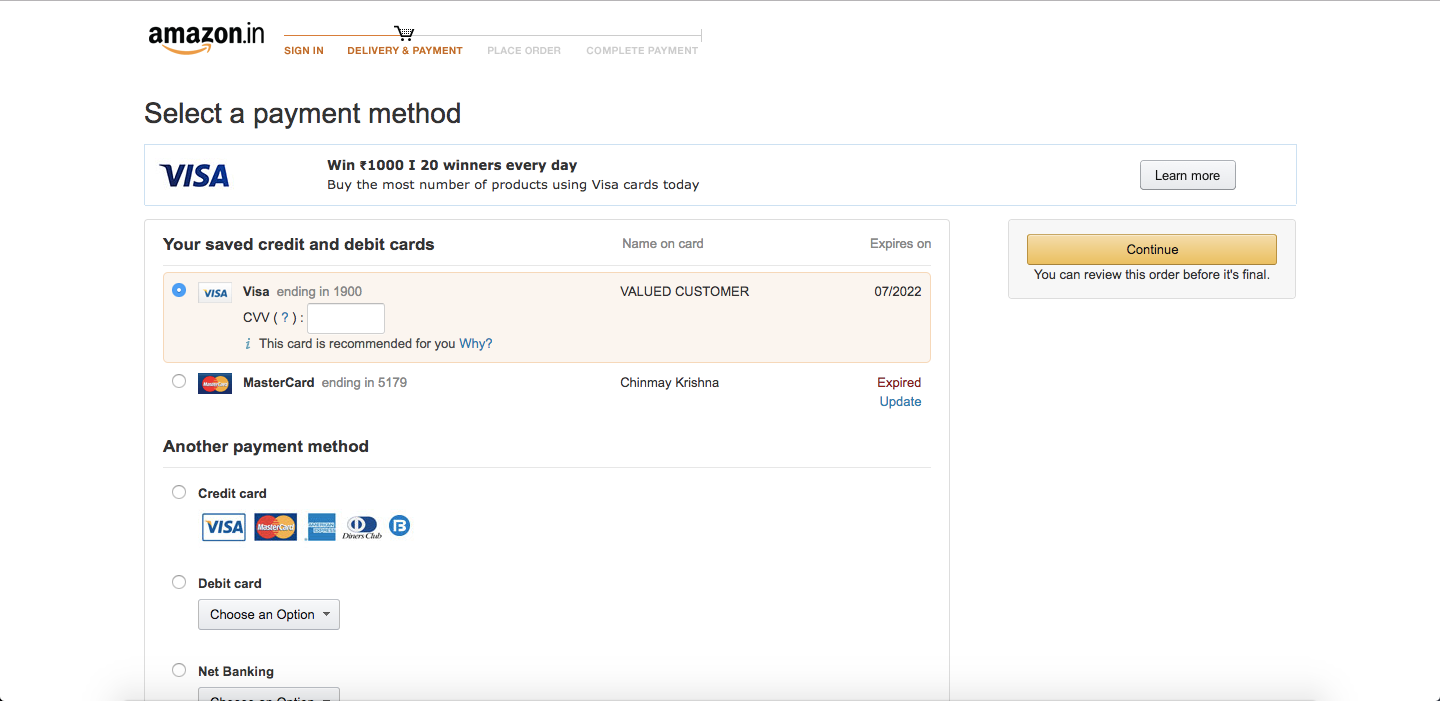 amazon.in
SIGN IN DELIVERY & PAYMENT PLACE ORDER COMPLETE PAYMENT
Select a payment method
VISA
Win ₹1000 I 20 winners every day
Buy the most number of products using Visa cards today
Learn more
Your saved credit and debit cards Name on card Expires on
Continue
You can review this order before it's final.
VISA Visa ending in 1900 VALUED CUSTOMER 07/2022
CVV ( ? ) :
i This card is recommended for you Why?
MasterCard MasterCard ending in 5179 Chinmay Krishna Expired
Update
Another payment method
Credit card
VISA MasterCard AMERICAN EXPRESS Diners Club
Debit card
Choose an Option
Net Banking
Choose an Option